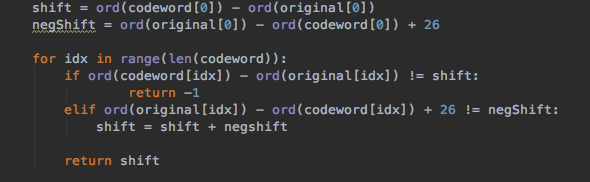 shift = ord(codeword[0]) - ord(original[0])
negShift = ord(original[0]) - ord(codeword[0]) + 26
for idx in range(len(codeword)):
if ord(codeword[idx]) - ord(original[idx]) != shift:
return -1
elif ord(original[idx]) - ord(codeword[idx]) + 26 != negShift:
shift = shift + negshift
return shift